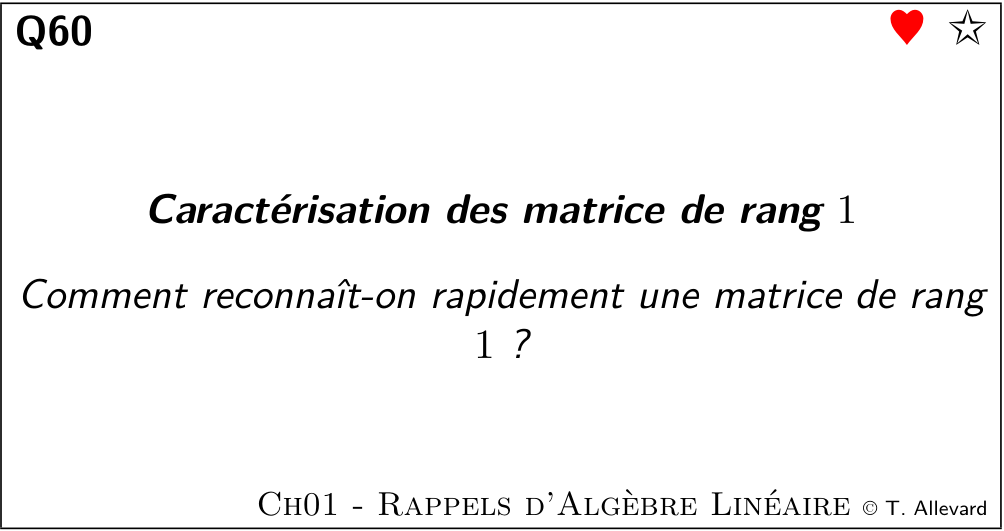 Q60
Caractérisation des matrice de rang 1
Comment reconnaît-on rapidement une matrice de rang
1 ?
Ch01 - Rappels d'Algèbre Linéaire © T. Allevard